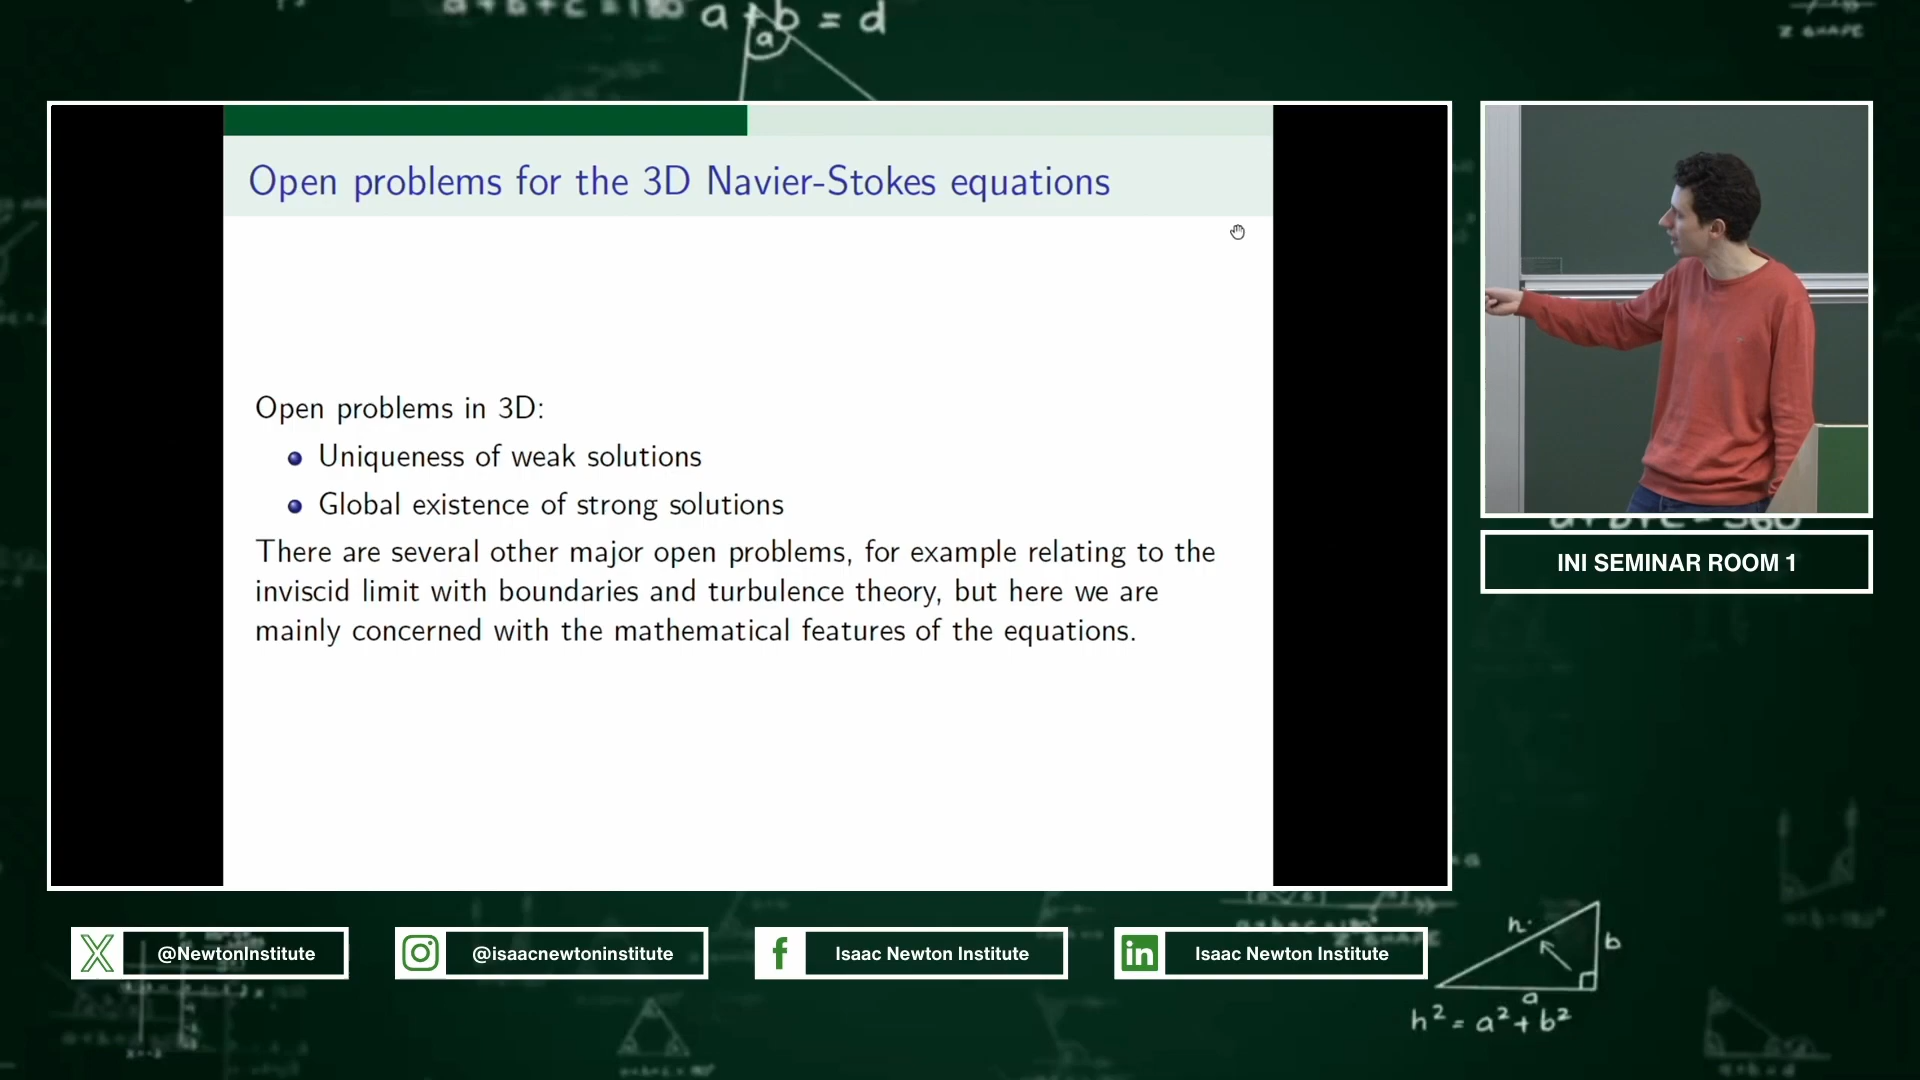 a+b+c=180°
a+b = d
a
Z SHAPE
Open problems for the 3D Navier-Stokes equations
Open problems in 3D:
Uniqueness of weak solutions
Global existence of strong solutions
There are several other major open problems, for example relating to the
inviscid limit with boundaries and turbulence theory, but here we are
mainly concerned with the mathematical features of the equations.
INI SEMINAR ROOM 1
@NewtonInstitute
@isaacnewtoninstitute
f
Isaac Newton Institute
in
Isaac Newton Institute
h
b
a
h² = a² + b²